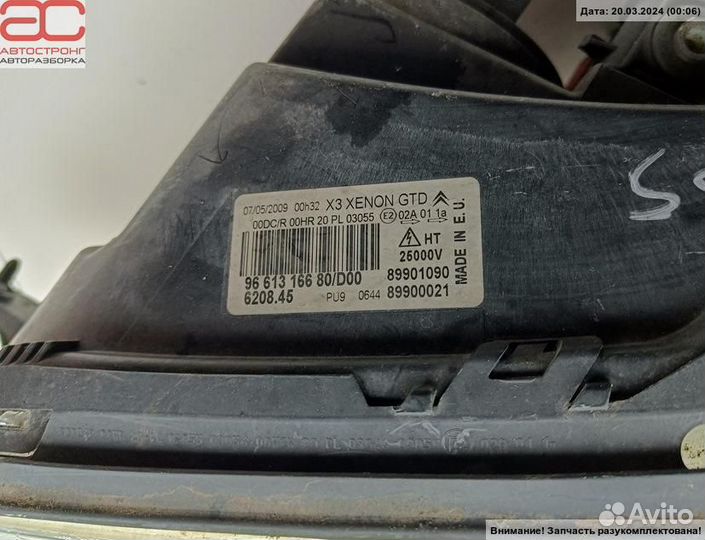 Дата: 20.03.2024 (00:06)
АВТОСТРОНГ
АВТОРАЗБОРКА
07/05/2009 00h32 X3 XENON GTD
00DC/R 00HR 20 PL 03055 E2 02A 01 1a
HT
25000V
MADE IN E.U.
96 613 166 80/D00 89901090
6208.45 PU9 0644 89900021
Avito
Внимание! Запчасть разукомплектована!